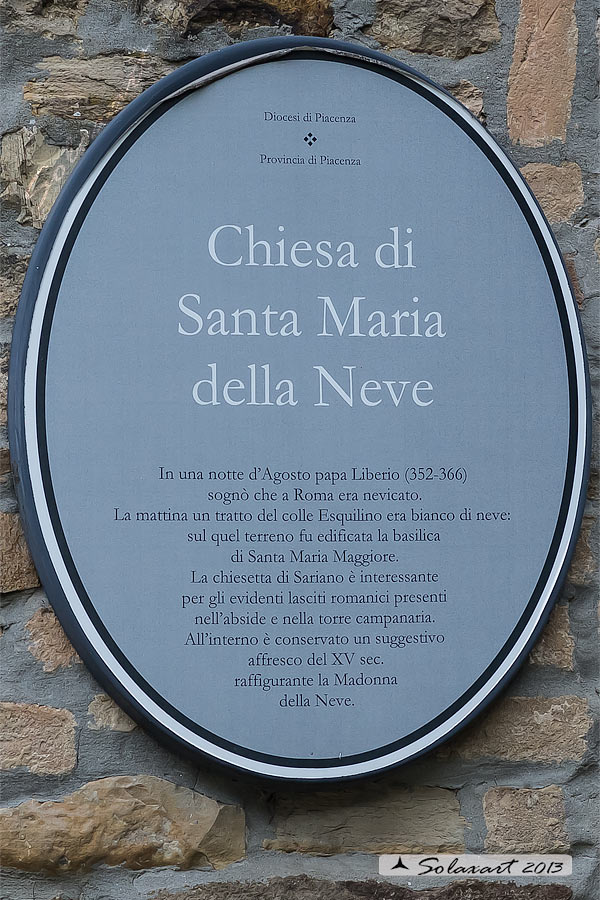 Diocesi di Piacenza
Provincia di Piacenza
Chiesa di
Santa Maria
della Neve
In una notte d'Agosto papa Liberio (352-366)
sognò che a Roma era nevicato.
La mattina un tratto del colle Esquilino era bianco di neve:
sul quel terreno fu edificata la basilica
di Santa Maria Maggiore.
La chiesetta di Sariano è interessante
per gli evidenti lasciti romanici presenti
nell'abside e nella torre campanaria.
All'interno è conservato un suggestivo
affresco del XV sec.
raffigurante la Madonna
della Neve.
Solaxart 2013